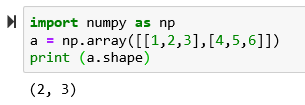 import numpy as np
a = np.array([[1,2,3],[4,5,6]])
print (a.shape)
(2, 3)